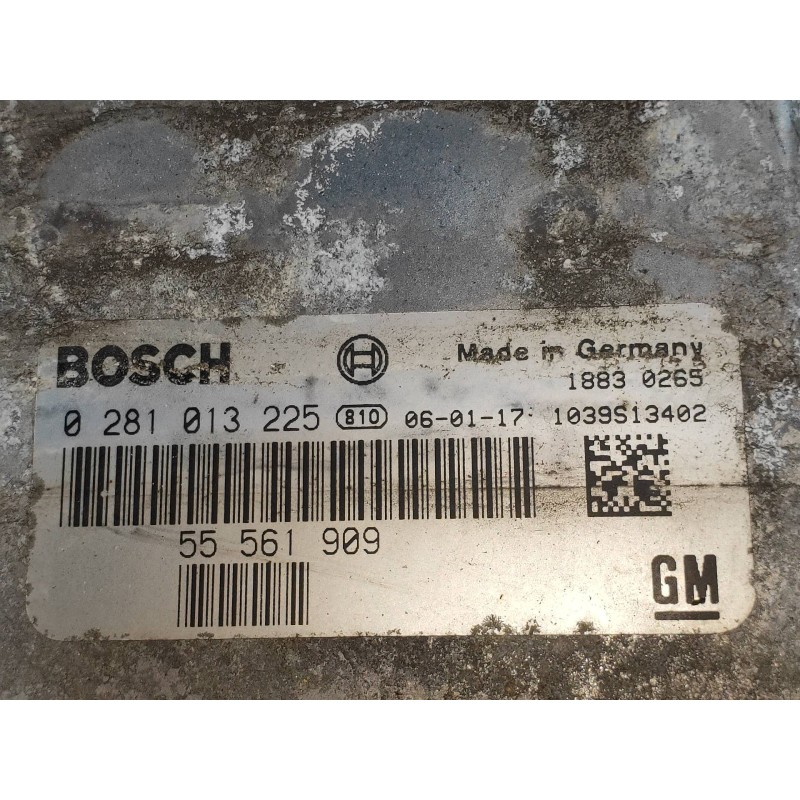 BOSCH
Made in Germany
1883 0265
0 281 013 225 810 06-01-17 1039S13402
55 561 909
GM